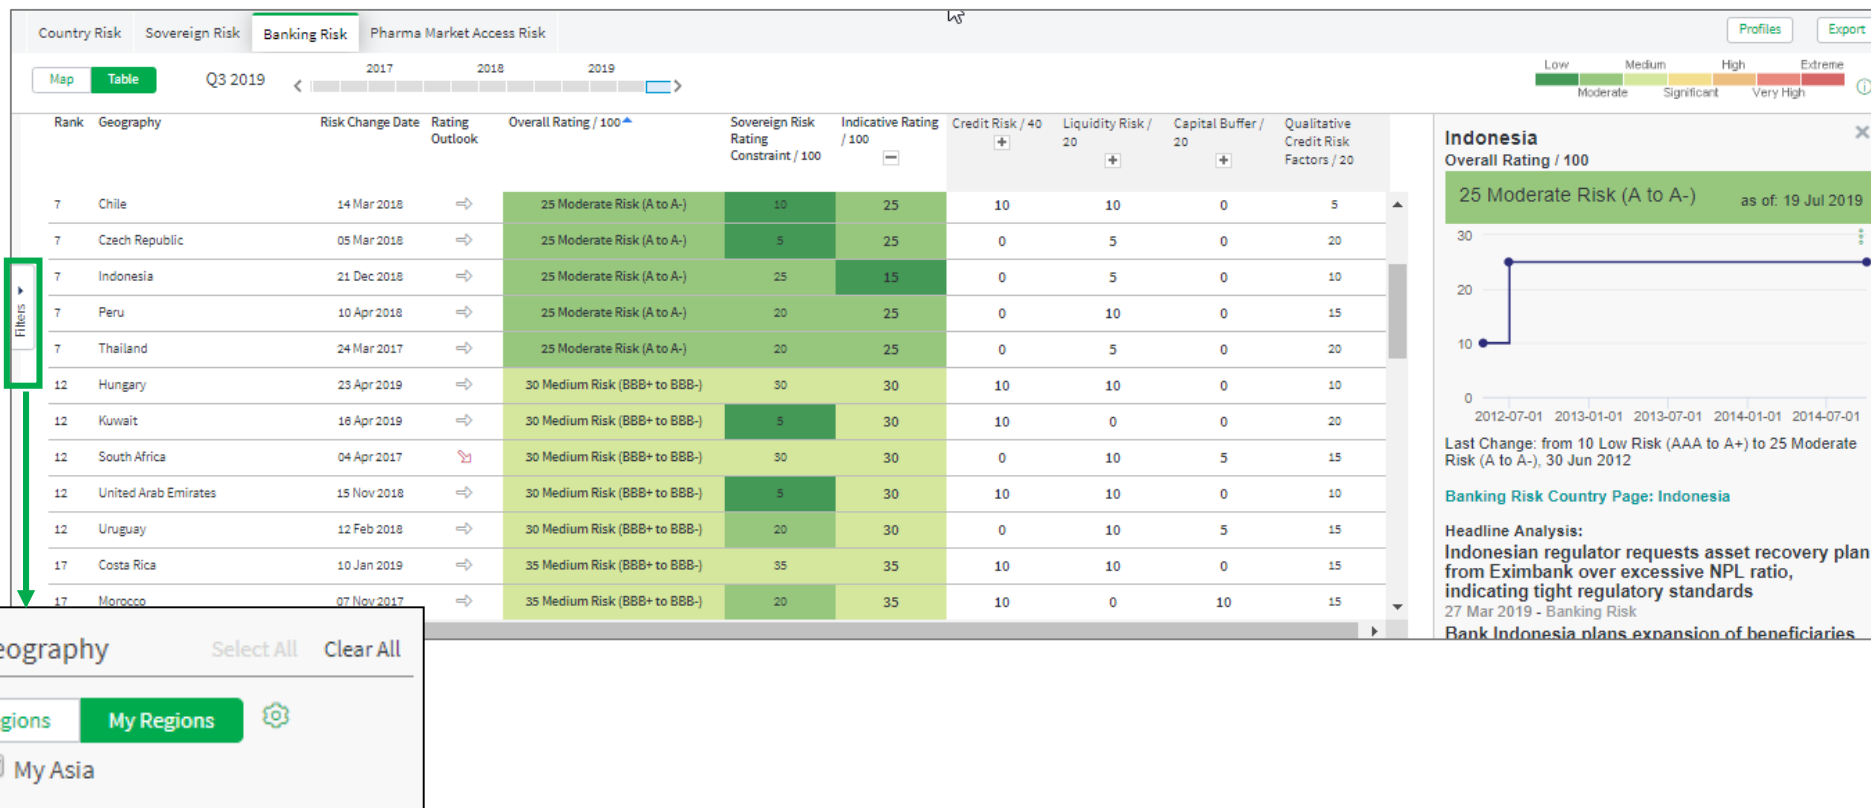 Country Risk Sovereign Risk Banking Risk Pharma Market Access Risk Profiles Export
Map Table Q3 2019 2017 2018 2019
Low Medium High Extreme
Moderate Significant Very High
Rank Geography Risk Change Date Rating Outlook Overall Rating / 100 Sovereign Risk Rating Constraint / 100 Indicative Rating / 100 Credit Risk / 40 Liquidity Risk / 20 Capital Buffer / 20 Qualitative Credit Risk Factors / 20
7 Chile 14 Mar 2018 25 Moderate Risk (A to A-) 10 25 10 10 0 5
7 Czech Republic 05 Mar 2018 25 Moderate Risk (A to A-) 5 25 0 5 0 20
7 Indonesia 21 Dec 2018 25 Moderate Risk (A to A-) 25 15 0 5 0 10
7 Peru 10 Apr 2018 25 Moderate Risk (A to A-) 20 25 0 10 0 15
7 Thailand 24 Mar 2017 25 Moderate Risk (A to A-) 20 25 0 5 0 20
12 Hungary 23 Apr 2019 30 Medium Risk (BBB+ to BBB-) 30 30 10 10 0 10
12 Kuwait 16 Apr 2019 30 Medium Risk (BBB+ to BBB-) 5 30 10 0 0 20
12 South Africa 04 Apr 2017 30 Medium Risk (BBB+ to BBB-) 30 30 0 10 5 15
12 United Arab Emirates 15 Nov 2018 30 Medium Risk (BBB+ to BBB-) 5 30 10 10 0 10
12 Uruguay 12 Feb 2018 30 Medium Risk (BBB+ to BBB-) 20 30 0 10 5 15
17 Costa Rica 10 Jan 2019 35 Medium Risk (BBB+ to BBB-) 35 35 10 10 0 15
17 Morocco 07 Nov 2017 35 Medium Risk (BBB+ to BBB-) 20 35 10 0 10 15
Filters
Indonesia
Overall Rating / 100
25 Moderate Risk (A to A-) as of: 19 Jul 2019
30
20
10
0
2012-07-01 2013-01-01 2013-07-01 2014-01-01 2014-07-01
Last Change: from 10 Low Risk (AAA to A+) to 25 Moderate
Risk (A to A-), 30 Jun 2012
Banking Risk Country Page: Indonesia
Headline Analysis:
Indonesian regulator requests asset recovery plan
from Eximbank over excessive NPL ratio,
indicating tight regulatory standards
27 Mar 2019 - Banking Risk
Bank Indonesia plans expansion of beneficiaries
eography Select All Clear All
gions My Regions
My Asia